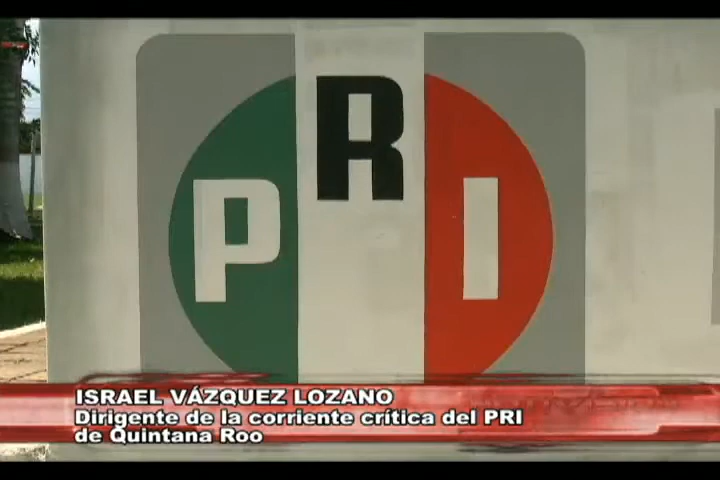 PRI
ISRAEL VÁZQUEZ LOZANO
Dirigente de la corriente crítica del PRI
de Quintana Roo